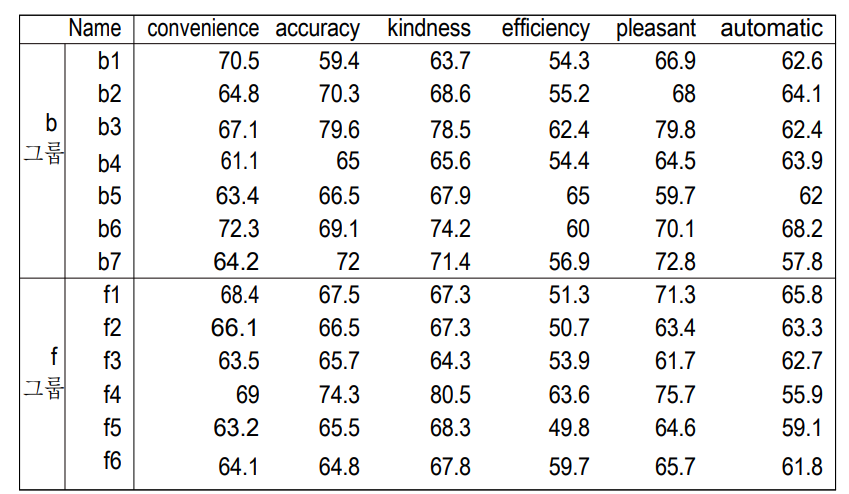 Name convenience accuracy kindness efficiency pleasant automatic
b1 70.5 59.4 63.7 54.3 66.9 62.6
b2 64.8 70.3 68.6 55.2 68 64.1
b b3 67.1 79.6 78.5 62.4 79.8 62.4
그룹 b4 61.1 65 65.6 54.4 64.5 63.9
b5 63.4 66.5 67.9 65 59.7 62
b6 72.3 69.1 74.2 60 70.1 68.2
b7 64.2 72 71.4 56.9 72.8 57.8
f1 68.4 67.5 67.3 51.3 71.3 65.8
f2 66.1 66.5 67.3 50.7 63.4 63.3
f f3 63.5 65.7 64.3 53.9 61.7 62.7
그룹 f4 69 74.3 80.5 63.6 75.7 55.9
f5 63.2 65.5 68.3 49.8 64.6 59.1
f6 64.1 64.8 67.8 59.7 65.7 61.8